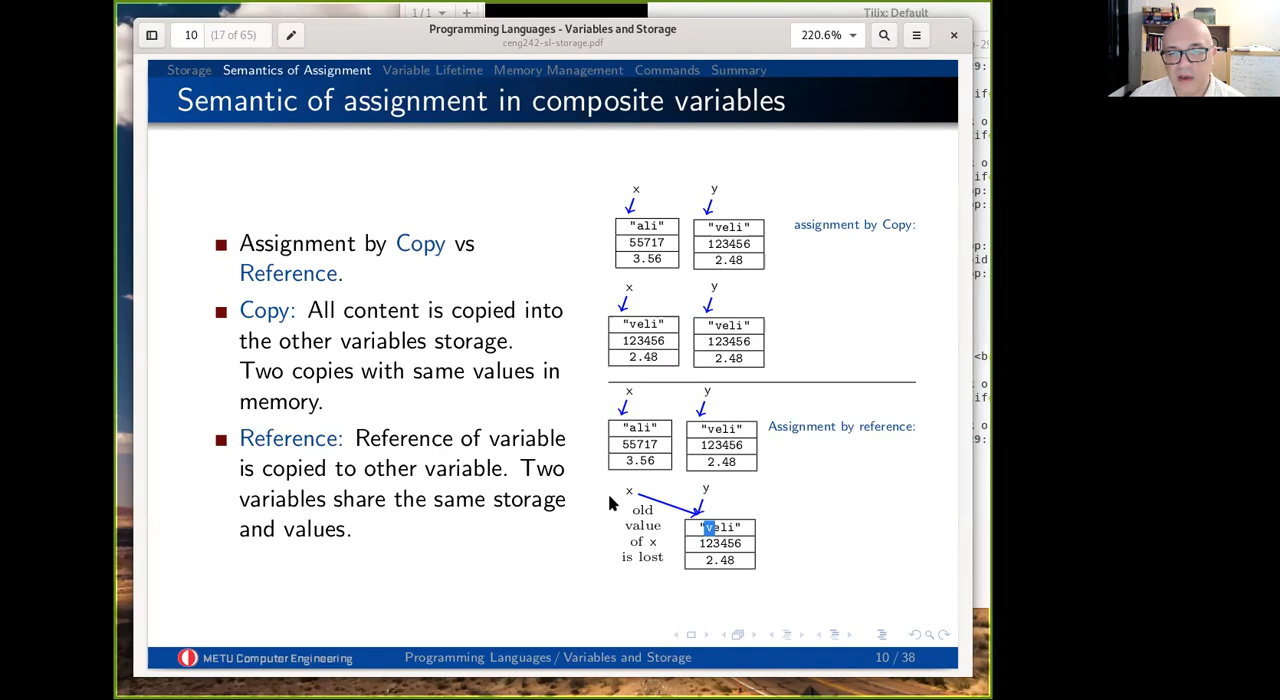 1/1
Tilix: Default
10 (17 of 65)
Programming Languages - Variables and Storage
ceng242-sl-storage.pdf
220.6%
Storage Semantics of Assignment Variable Lifetime Memory Management Commands Summary
Semantic of assignment in composite variables
Assignment by Copy vs
Reference.
Copy: All content is copied into
the other variables storage.
Two copies with same values in
memory.
Reference: Reference of variable
is copied to other variable. Two
variables share the same storage
and values.
x y
"ali" "veli" assignment by Copy:
55717 123456
3.56 2.48
x y
"veli" "veli"
123456 123456
2.48 2.48
x y
"ali" "veli" Assignment by reference:
55717 123456
3.56 2.48
x y
old
value "veli"
of x 123456
is lost 2.48
METU Computer Engineering Programming Languages / Variables and Storage 10 / 38